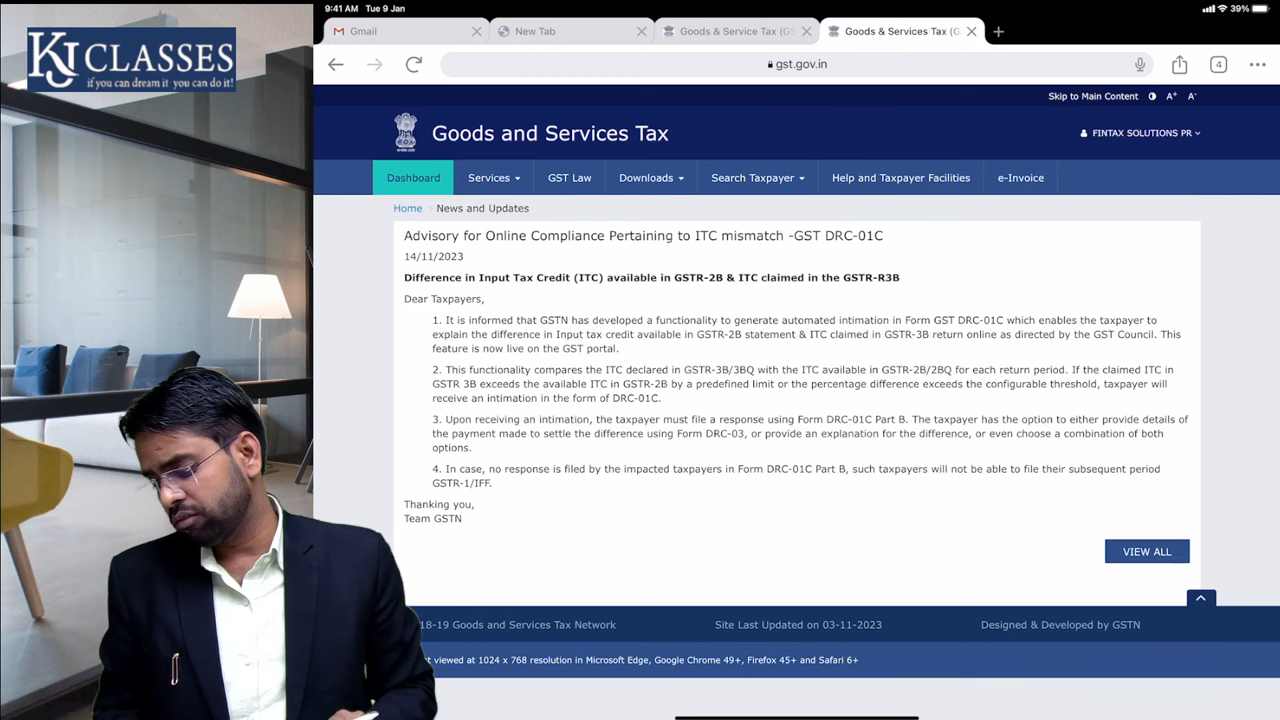 KJ CLASSES
if you can dream it you can do it!
9:41 AM Tue 9 Jan
39%
Gmail
New Tab
Goods & Service Tax (GS
Goods & Services Tax (G
gst.gov.in
4
Skip to Main Content A+ A-
Goods and Services Tax
FINTAX SOLUTIONS PR
Dashboard Services GST Law Downloads Search Taxpayer Help and Taxpayer Facilities e-Invoice
Home News and Updates
Advisory for Online Compliance Pertaining to ITC mismatch -GST DRC-01C
14/11/2023
Difference in Input Tax Credit (ITC) available in GSTR-2B & ITC claimed in the GSTR-R3B
Dear Taxpayers,
1. It is informed that GSTN has developed a functionality to generate automated intimation in Form GST DRC-01C which enables the taxpayer to
explain the difference in Input tax credit available in GSTR-2B statement & ITC claimed in GSTR-3B return online as directed by the GST Council. This
feature is now live on the GST portal.
2. This functionality compares the ITC declared in GSTR-3B/3BQ with the ITC available in GSTR-2B/2BQ for each return period. If the claimed ITC in
GSTR 3B exceeds the available ITC in GSTR-2B by a predefined limit or the percentage difference exceeds the configurable threshold, taxpayer will
receive an intimation in the form of DRC-01C.
3. Upon receiving an intimation, the taxpayer must file a response using Form DRC-01C Part B. The taxpayer has the option to either provide details of
the payment made to settle the difference using Form DRC-03, or provide an explanation for the difference, or even choose a combination of both
options.
4. In case, no response is filed by the impacted taxpayers in Form DRC-01C Part B, such taxpayers will not be able to file their subsequent period
GSTR-1/IFF.
Thanking you,
Team GSTN
VIEW ALL
18-19 Goods and Services Tax Network Site Last Updated on 03-11-2023 Designed & Developed by GSTN
viewed at 1024 x 768 resolution in Microsoft Edge, Google Chrome 49+, Firefox 45+ and Safari 6+